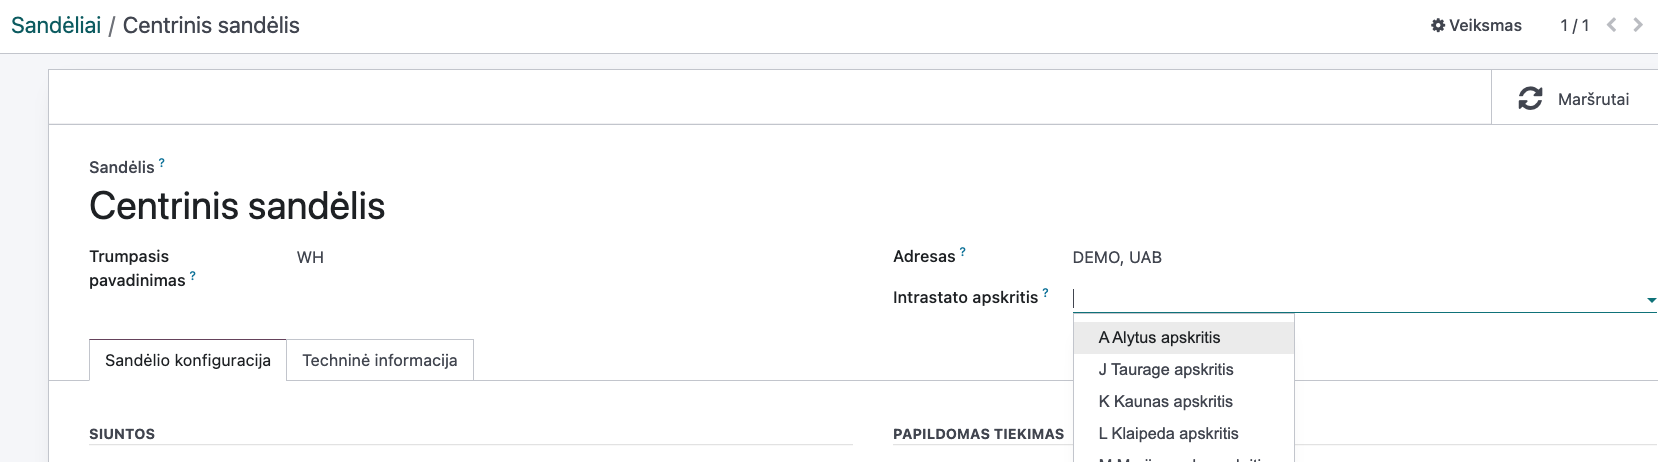 Sandėliai / Centrinis sandėlis
Veiksmas
1 / 1
Maršrutai
Sandėlis ?
Centrinis sandėlis
Trumpasis pavadinimas ?
WH
Adresas ?
DEMO, UAB
Intrastato apskritis ?
A Alytus apskritis
J Taurage apskritis
K Kaunas apskritis
L Klaipeda apskritis
Sandėlio konfiguracija
Techninė informacija
SIUNTOS
PAPILDOMAS TIEKIMAS